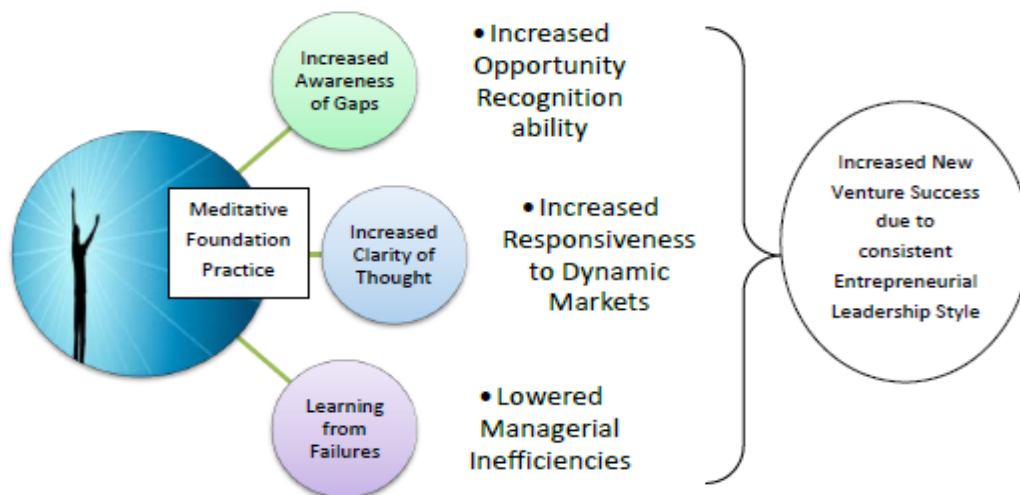 Increased
Awareness
of Gaps
• Increased
Opportunity
Recognition
ability
Meditative
Foundation
Practice
Increased
Clarity of
Thought
• Increased
Responsiveness
to Dynamic
Markets
Learning
from
Failures
• Lowered
Managerial
Inefficiencies
Increased New
Venture Success
due to
consistent
Entrepreneurial
Leadership Style